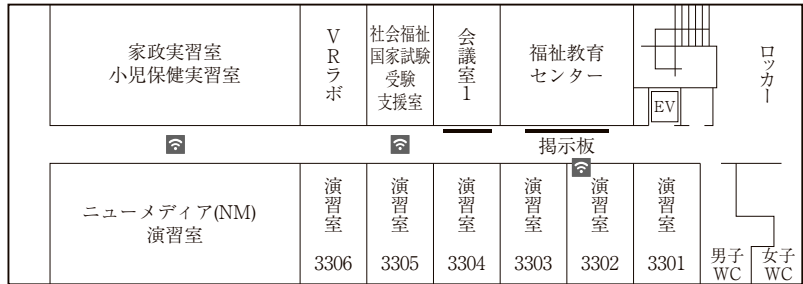 家政実習室
小児保健実習室
VRラボ
社会福祉
国家試験
受験
支援室
会議室1
福祉教育
センター
EV
ロッカー
掲示板
ニューメディア(NM)
演習室
演習室
3306
演習室
3305
演習室
3304
演習室
3303
演習室
3302
演習室
3301
男子
WC
女子
WC